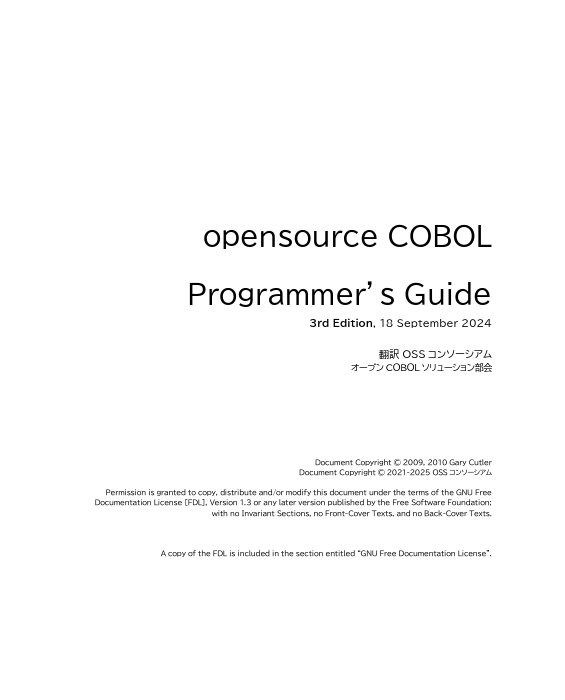 opensource COBOL
Programmer’s Guide
3rd Edition, 18 September 2024
翻訳 OSS コンソーシアム
オープン COBOL ソリューション部会
Document Copyright © 2009, 2010 Gary Cutler
Document Copyright © 2021-2025 OSS コンソーシアム
Permission is granted to copy, distribute and/or modify this document under the terms of the GNU Free
Documentation License [FDL], Version 1.3 or any later version published by the Free Software Foundation;
with no Invariant Sections, no Front-Cover Texts, and no Back-Cover Texts.
A copy of the FDL is included in the section entitled “GNU Free Documentation License”.